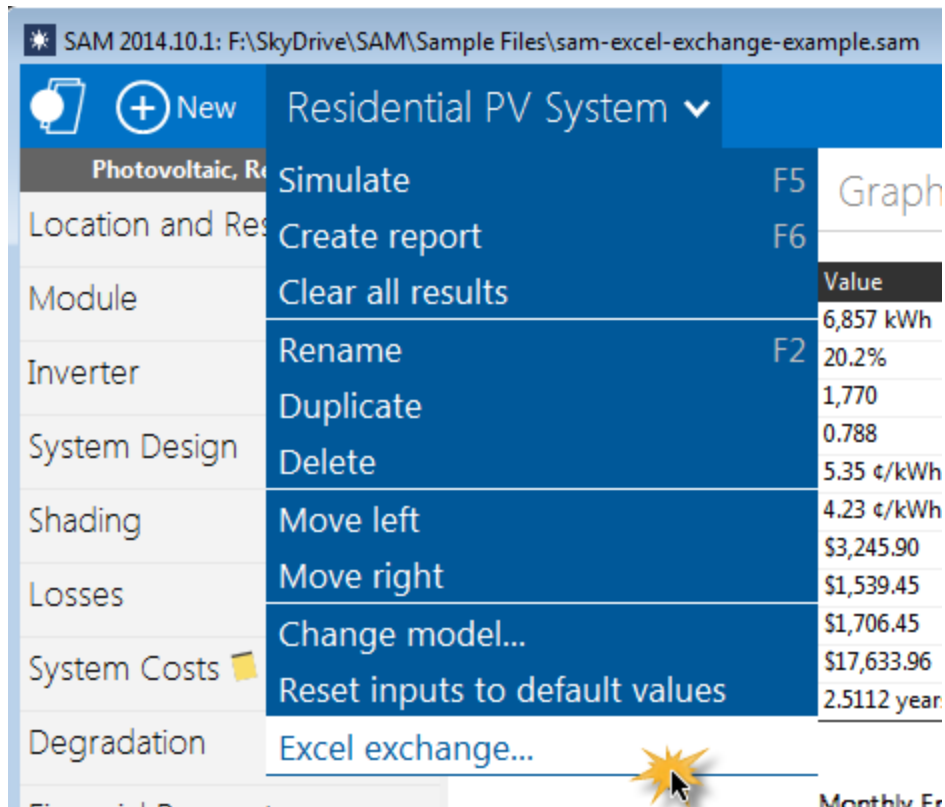 SAM 2014.10.1: F:\SkyDrive\SAM\Sample Files\sam-excel-exchange-example.sam
New
Residential PV System
Photovoltaic, Re
Location and Res
Module
Inverter
System Design
Shading
Losses
System Costs
Degradation
Simulate F5
Create report F6
Clear all results
Rename F2
Duplicate
Delete
Move left
Move right
Change model...
Reset inputs to default values
Excel exchange...
Graph
Value
6,857 kWh
20.2%
1,770
0.788
5.35 ¢/kWh
4.23 ¢/kWh
$3,245.90
$1,539.45
$1,706.45
$17,633.96
2.5112 years
Monthly En